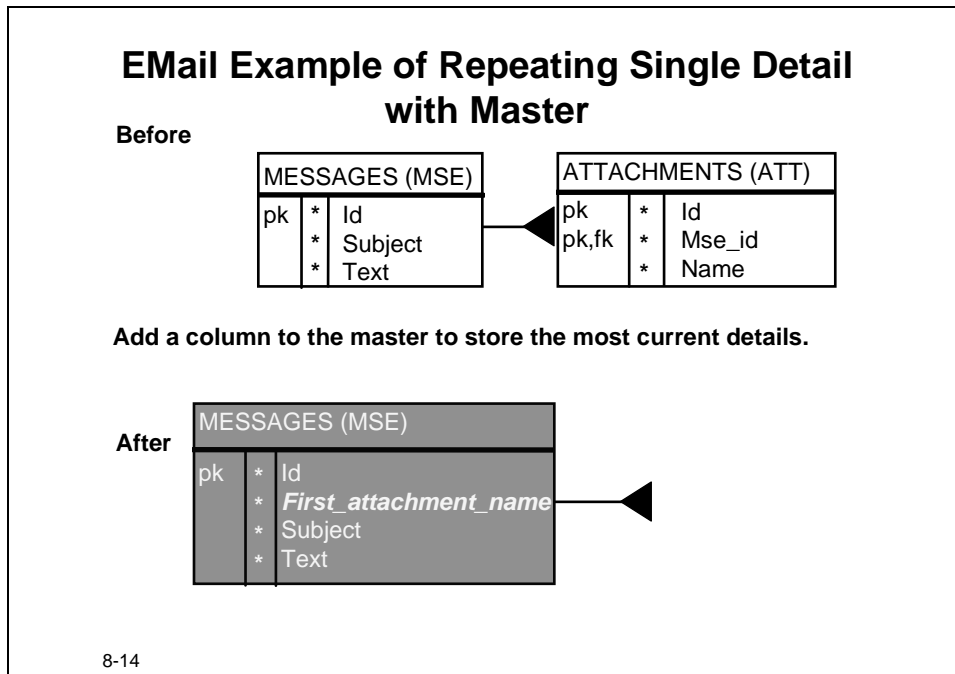 EMail Example of Repeating Single Detail
with Master
Before
MESSAGES (MSE)
pk * Id
* Subject
* Text
ATTACHMENTS (ATT)
pk * Id
pk,fk * Mse_id
* Name
Add a column to the master to store the most current details.
After
MESSAGES (MSE)
pk * Id
* First_attachment_name
* Subject
* Text
8-14